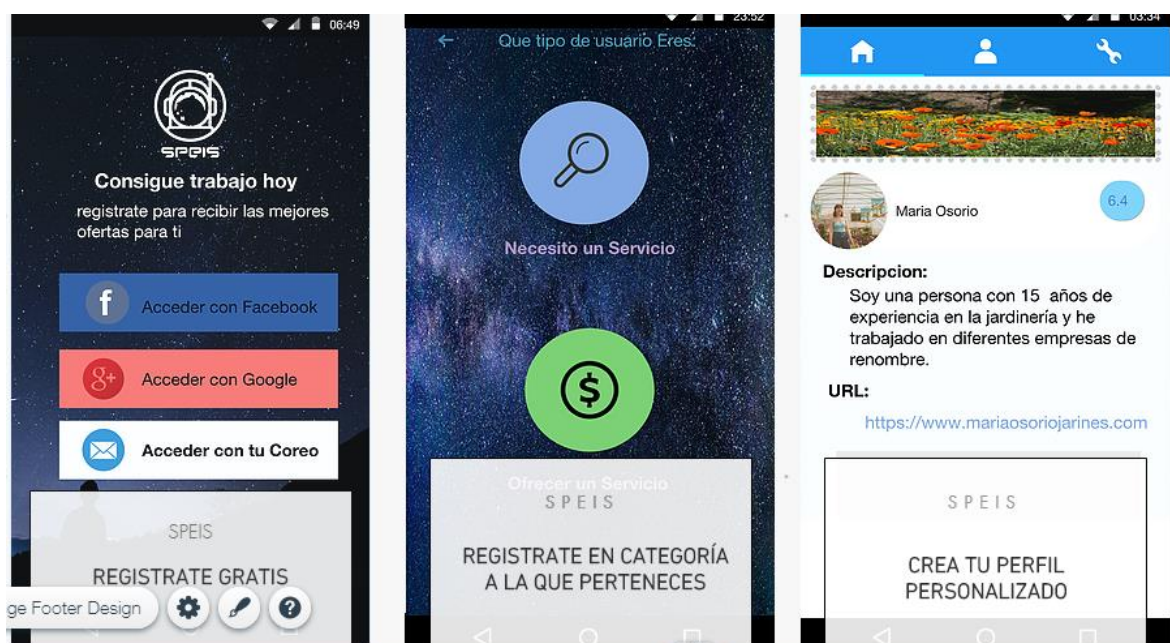 06:49
SPEIS
Consigue trabajo hoy
registrate para recibir las mejores
ofertas para ti
f
Acceder con Facebook
g+
Acceder con Google
Acceder con tu Coreo
SPEIS
REGISTRATE GRATIS
ge Footer Design
?
23:52
Que tipo de usuario Eres:
Necesito un Servicio
$
Ofrecer un Servicio
SPEIS
REGISTRATE EN CATEGORÍA
A LA QUE PERTENECES
03:34
Maria Osorio
6.4
Descripcion:
Soy una persona con 15 años de
experiencia en la jardinería y he
trabajado en diferentes empresas de
renombre.
URL:
https://www.mariaosoriojarines.com
SPEIS
CREA TU PERFIL
PERSONALIZADO